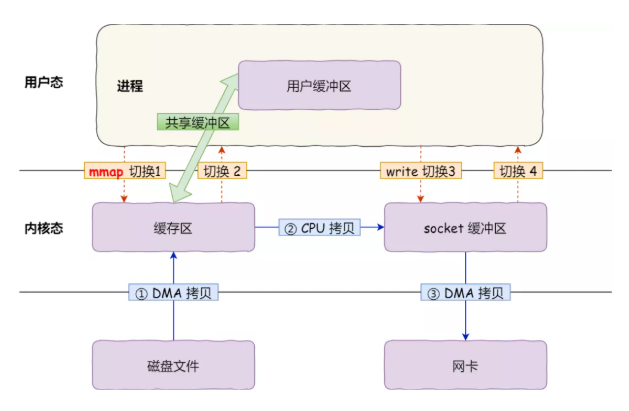 用户态
进程
用户缓冲区
共享缓冲区
mmap 切换1
切换 2
write 切换3
切换 4
内核态
缓存区
② CPU 拷贝
socket 缓冲区
① DMA 拷贝
③ DMA 拷贝
磁盘文件
网卡